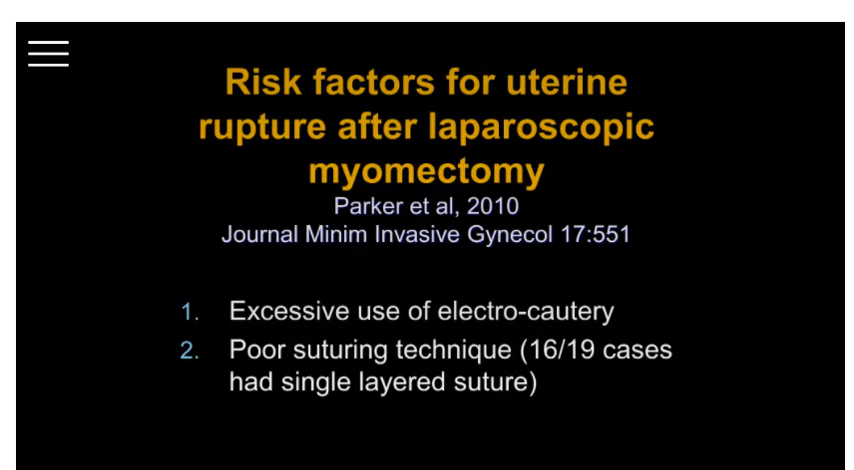 Risk factors for uterine
rupture after laparoscopic
myomectomy
Parker et al, 2010
Journal Minim Invasive Gynecol 17:551
1. Excessive use of electro-cautery
2. Poor suturing technique (16/19 cases
had single layered suture)